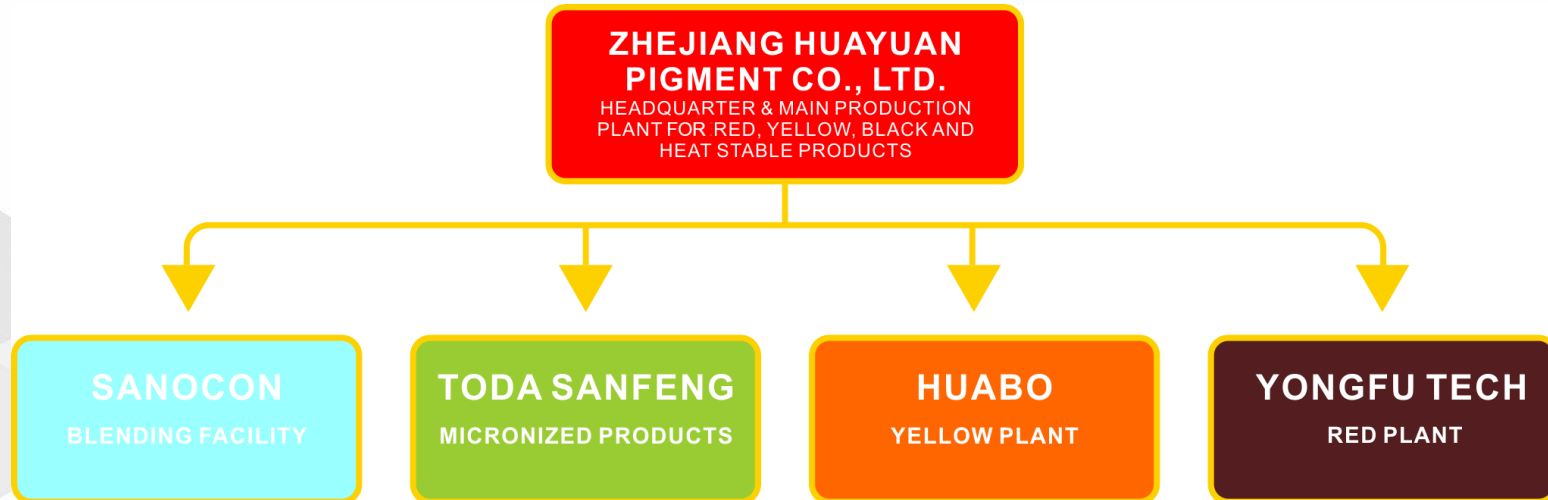 ZHEJIANG HUAYUAN
PIGMENT CO., LTD.
HEADQUARTER & MAIN PRODUCTION
PLANT FOR RED, YELLOW, BLACK AND
HEAT STABLE PRODUCTS
SANOCON
BLENDING FACILITY
TODA SANFENG
MICRONIZED PRODUCTS
HUABO
YELLOW PLANT
YONGFU TECH
RED PLANT